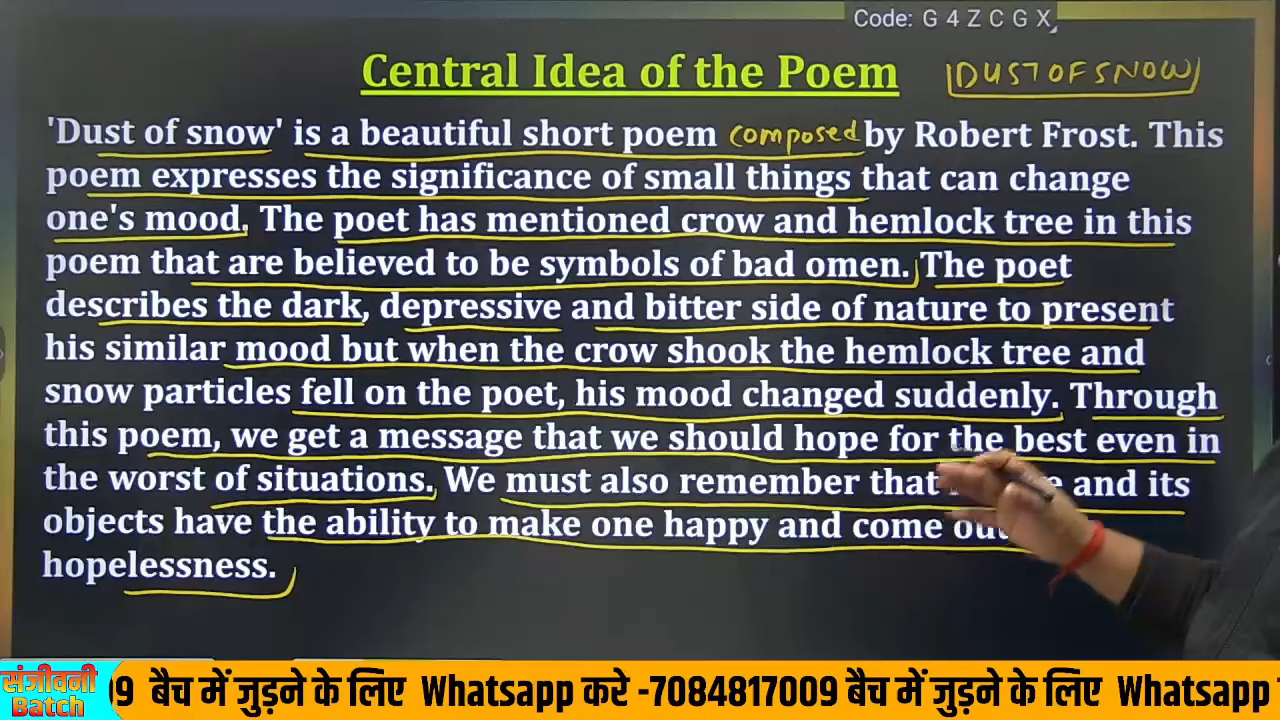 Code: G 4 Z C G X
Central Idea of the Poem DUST OF SNOW
'Dust of snow' is a beautiful short poem composed by Robert Frost. This
poem expresses the significance of small things that can change
one's mood. The poet has mentioned crow and hemlock tree in this
poem that are believed to be symbols of bad omen. The poet
describes the dark, depressive and bitter side of nature to present
his similar mood but when the crow shook the hemlock tree and
snow particles fell on the poet, his mood changed suddenly. Through
this poem, we get a message that we should hope for the best even in
the worst of situations. We must also remember that and its
objects have the ability to make one happy and come out
hopelessness.
संजीवनी
Batch
9 बैच में जुड़ने के लिए Whatsapp करे -7084817009 बैच में जुड़ने के लिए Whatsapp